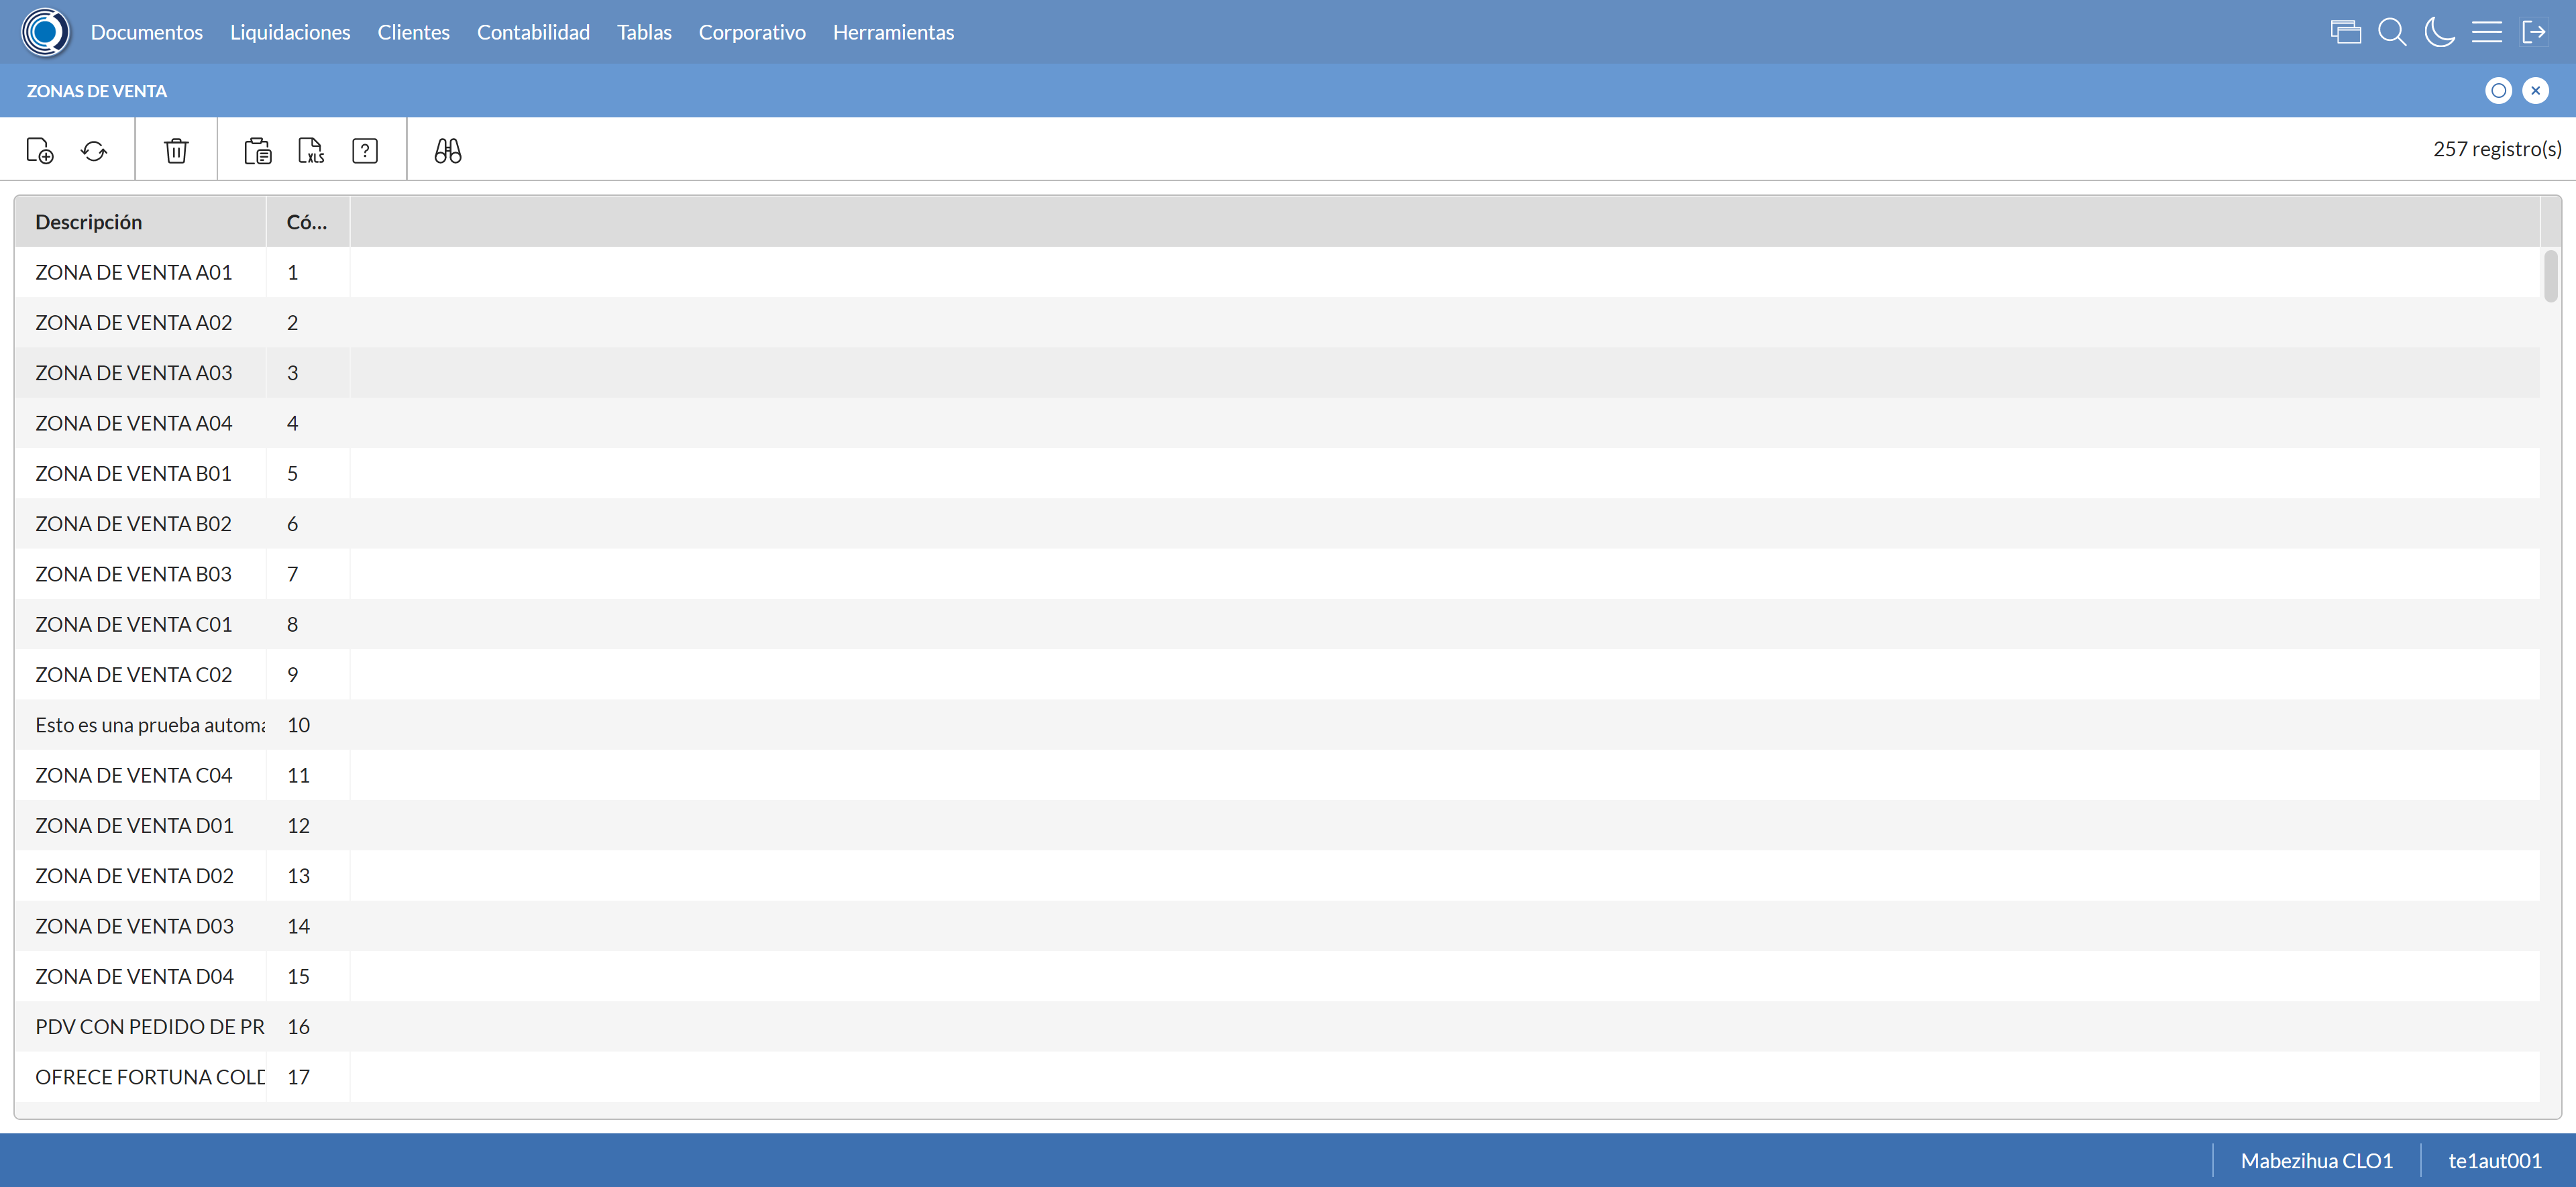 Documentos Liquidaciones Clientes Contabilidad Tablas Corporativo Herramientas
ZONAS DE VENTA
XLS ? 257 registro(s)
Descripción Có...
ZONA DE VENTA A01 1
ZONA DE VENTA A02 2
ZONA DE VENTA A03 3
ZONA DE VENTA A04 4
ZONA DE VENTA B01 5
ZONA DE VENTA B02 6
ZONA DE VENTA B03 7
ZONA DE VENTA C01 8
ZONA DE VENTA C02 9
Esto es una prueba automa 10
ZONA DE VENTA C04 11
ZONA DE VENTA D01 12
ZONA DE VENTA D02 13
ZONA DE VENTA D03 14
ZONA DE VENTA D04 15
PDV CON PEDIDO DE PR 16
OFRECE FORTUNA COLD 17
Mabezihua CLO1 te1aut001